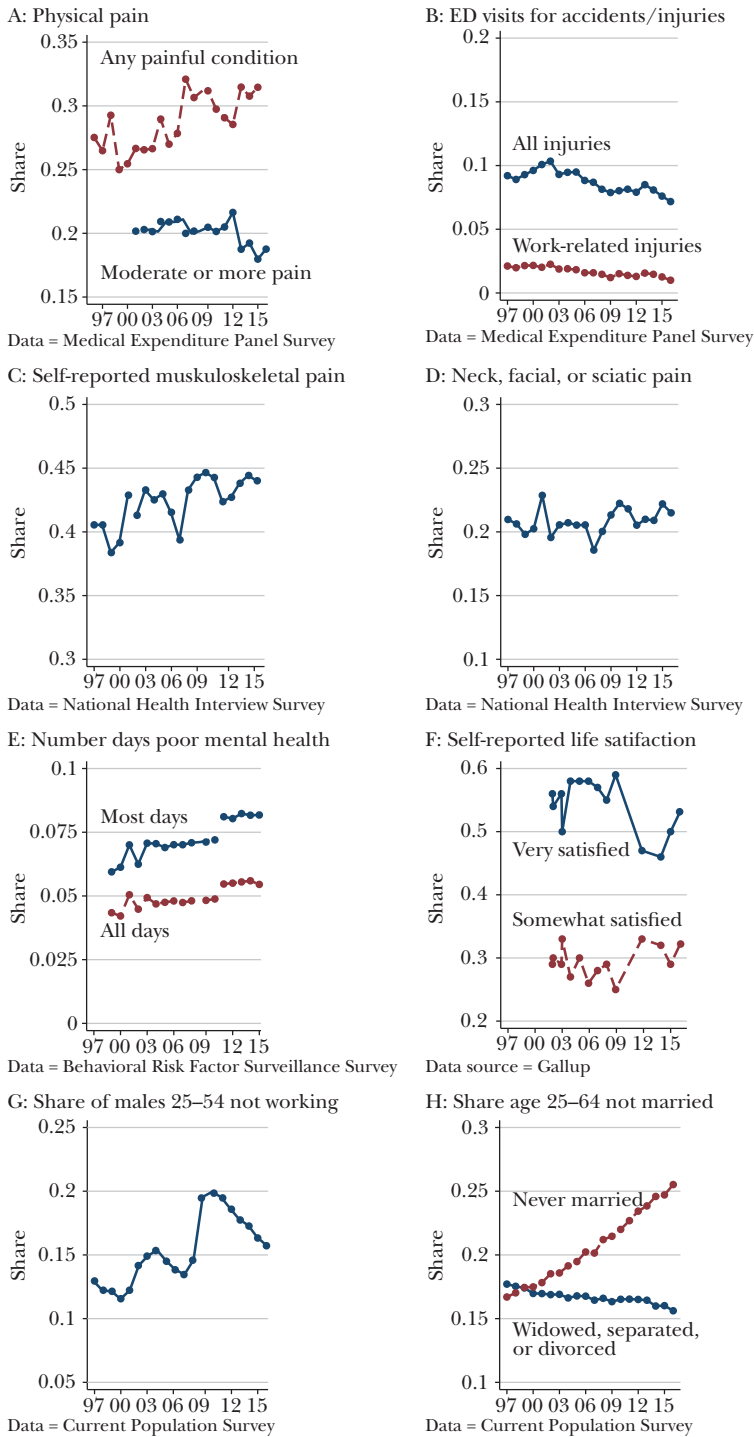 A: Physical pain
0.35
Any painful condition
0.3
0.25
Share
0.2
Moderate or more pain
0.15
97 00 03 06 09 12 15
Data = Medical Expenditure Panel Survey
B: ED visits for accidents/injuries
0.2
0.15
All injuries
0.1
Share
0.05
Work-related injuries
0
97 00 03 06 09 12 15
Data = Medical Expenditure Panel Survey
C: Self-reported muskuloskeletal pain
0.5
0.45
0.4
Share
0.35
0.3
97 00 03 06 09 12 15
Data = National Health Interview Survey
D: Neck, facial, or sciatic pain
0.3
0.25
0.2
Share
0.15
0.1
97 00 03 06 09 12 15
Data = National Health Interview Survey
E: Number days poor mental health
0.1
Most days
0.075
0.05
Share
All days
0.025
0
97 00 03 06 09 12 15
Data = Behavioral Risk Factor Surveillance Survey
F: Self-reported life satifaction
0.6
0.5
Very satisfied
0.4
Share
Somewhat satisfied
0.3
0.2
97 00 03 06 09 12 15
Data source = Gallup
G: Share of males 25–54 not working
0.25
0.2
0.15
Share
0.1
0.05
97 00 03 06 09 12 15
Data = Current Population Survey
H: Share age 25–64 not married
0.3
0.25
Never married
0.2
Share
0.15
Widowed, separated,
or divorced
0.1
97 00 03 06 09 12 15
Data = Current Population Survey